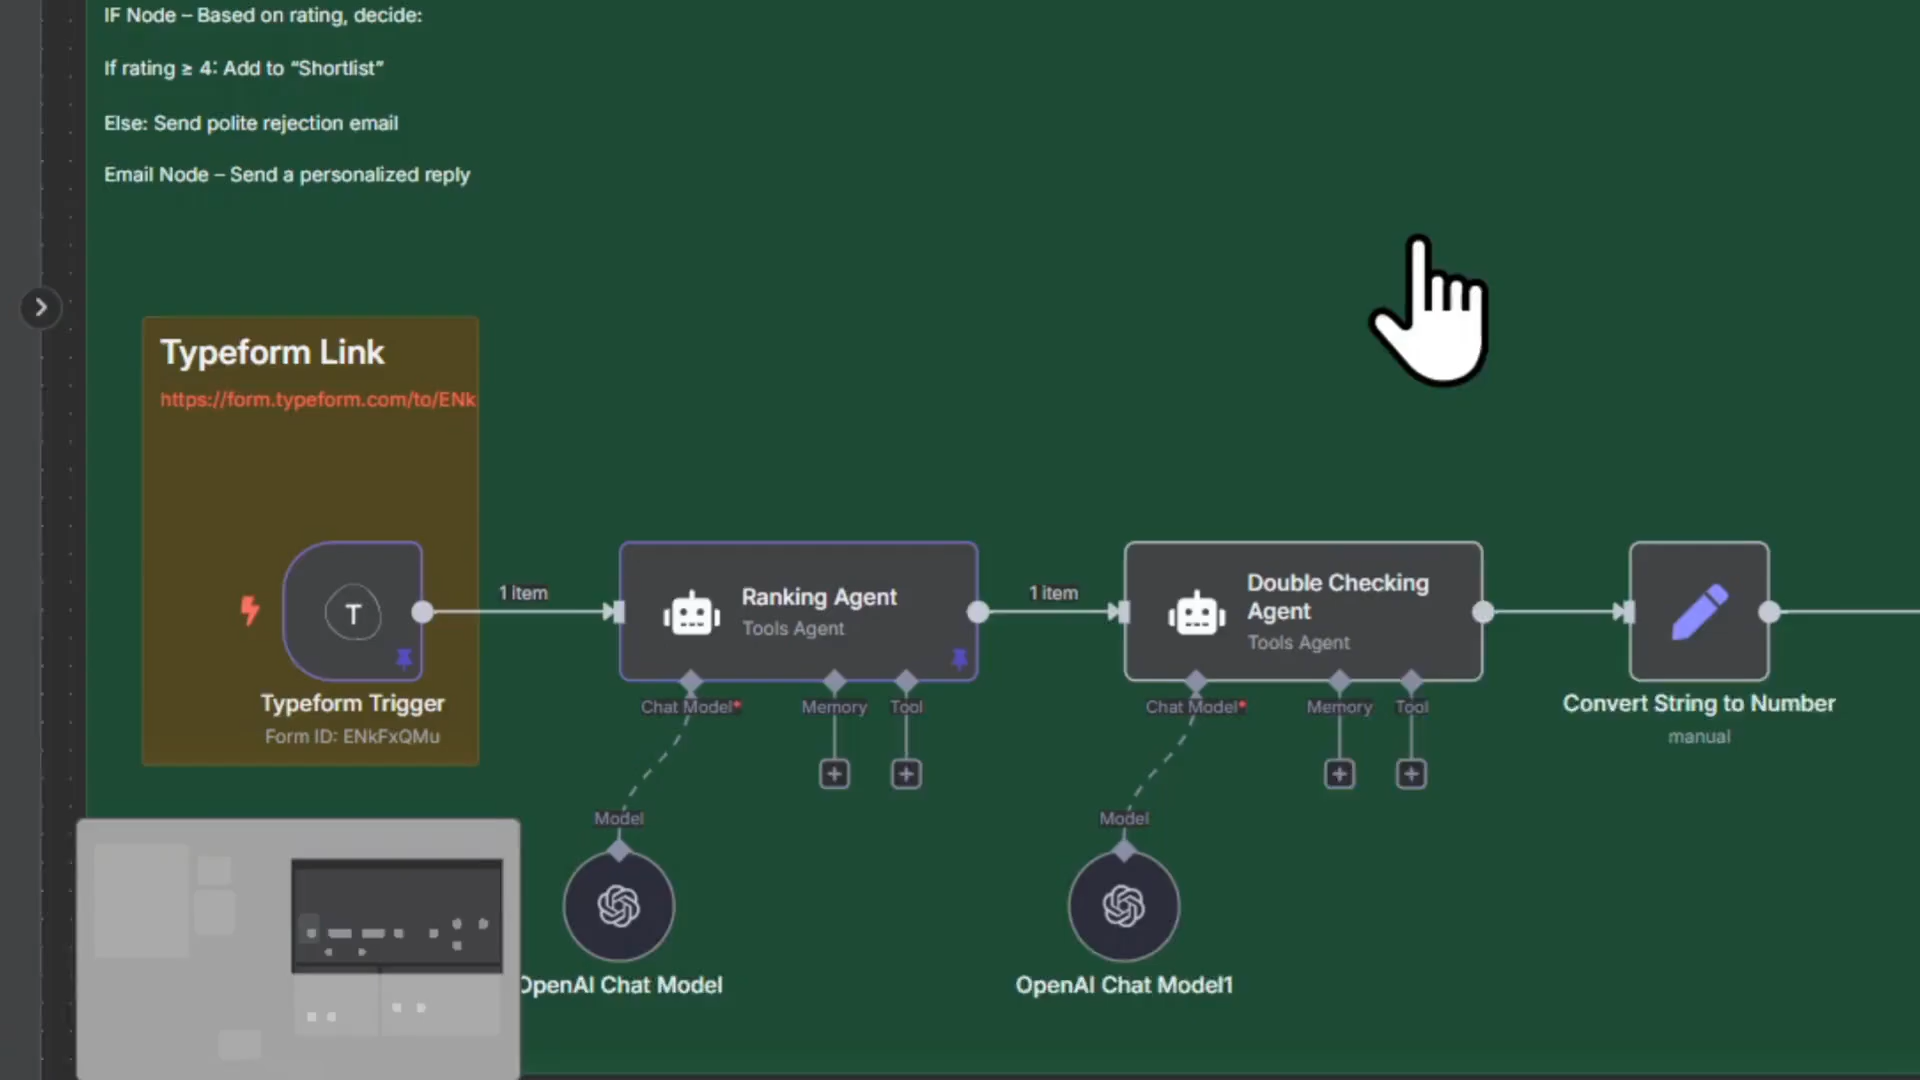 IF Node – Based on rating, decide:
If rating ≥ 4: Add to “Shortlist”
Else: Send polite rejection email
Email Node – Send a personalized reply
Typeform Link
https://form.typeform.com/to/ENk
T
Typeform Trigger
Form ID: ENkFxQMu
1 item
Ranking Agent
Tools Agent
Chat Model*
Memory
Tool
Model
OpenAI Chat Model
1 item
Double Checking
Agent
Tools Agent
Chat Model*
Memory
Tool
Model
OpenAI Chat Model1
Convert String to Number
manual